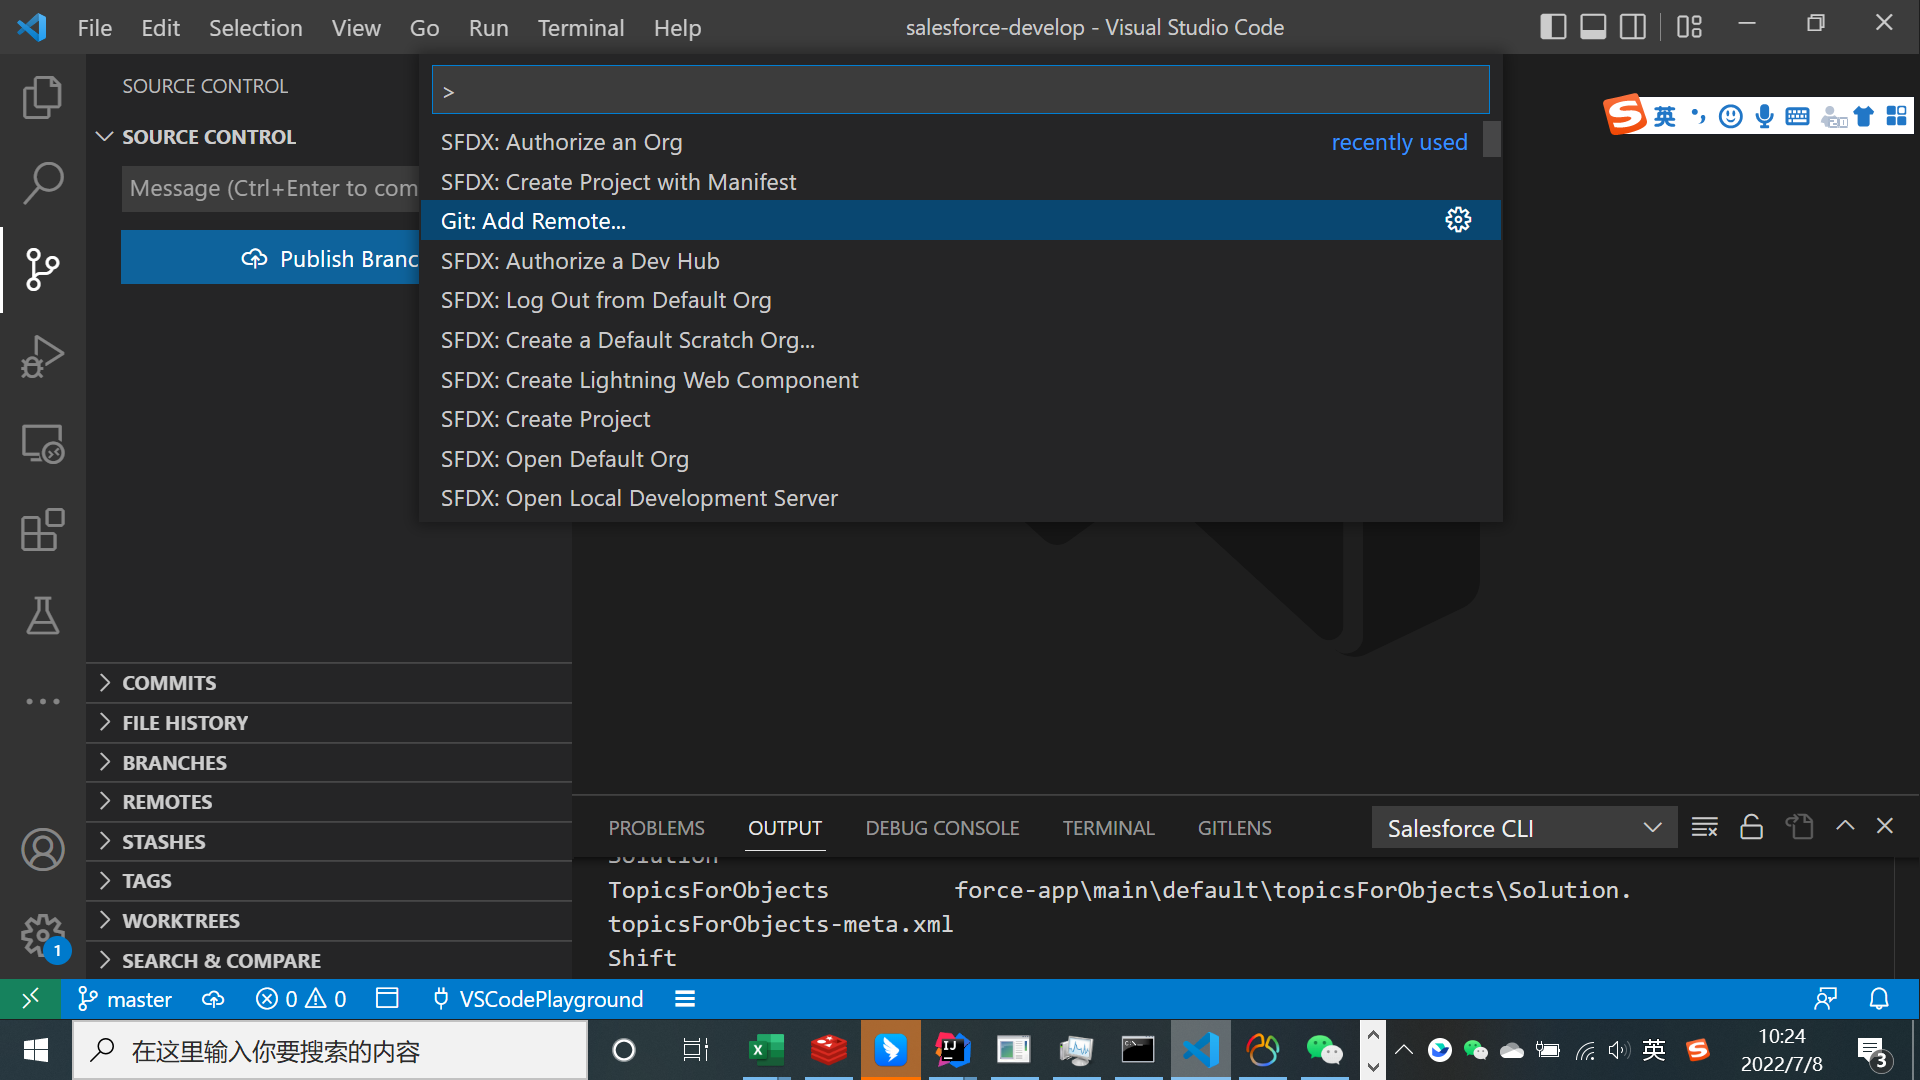 File Edit Selection View Go Run Terminal Help
salesforce-develop - Visual Studio Code
SOURCE CONTROL
SOURCE CONTROL
Message (Ctrl+Enter to com
Publish Branc
>
SFDX: Authorize an Org
recently used
SFDX: Create Project with Manifest
Git: Add Remote...
SFDX: Authorize a Dev Hub
SFDX: Log Out from Default Org
SFDX: Create a Default Scratch Org...
SFDX: Create Lightning Web Component
SFDX: Create Project
SFDX: Open Default Org
SFDX: Open Local Development Server
英
COMMITS
FILE HISTORY
BRANCHES
REMOTES
STASHES
TAGS
WORKTREES
SEARCH & COMPARE
1
PROBLEMS OUTPUT DEBUG CONSOLE TERMINAL GITLENS
Salesforce CLI
Solution
TopicsForObjects force-app\main\default\topicsForObjects\Solution.
topicsForObjects-meta.xml
Shift
master 0 0 VSCodePlayground
在这里输入你要搜索的内容
英
10:24
2022/7/8
3